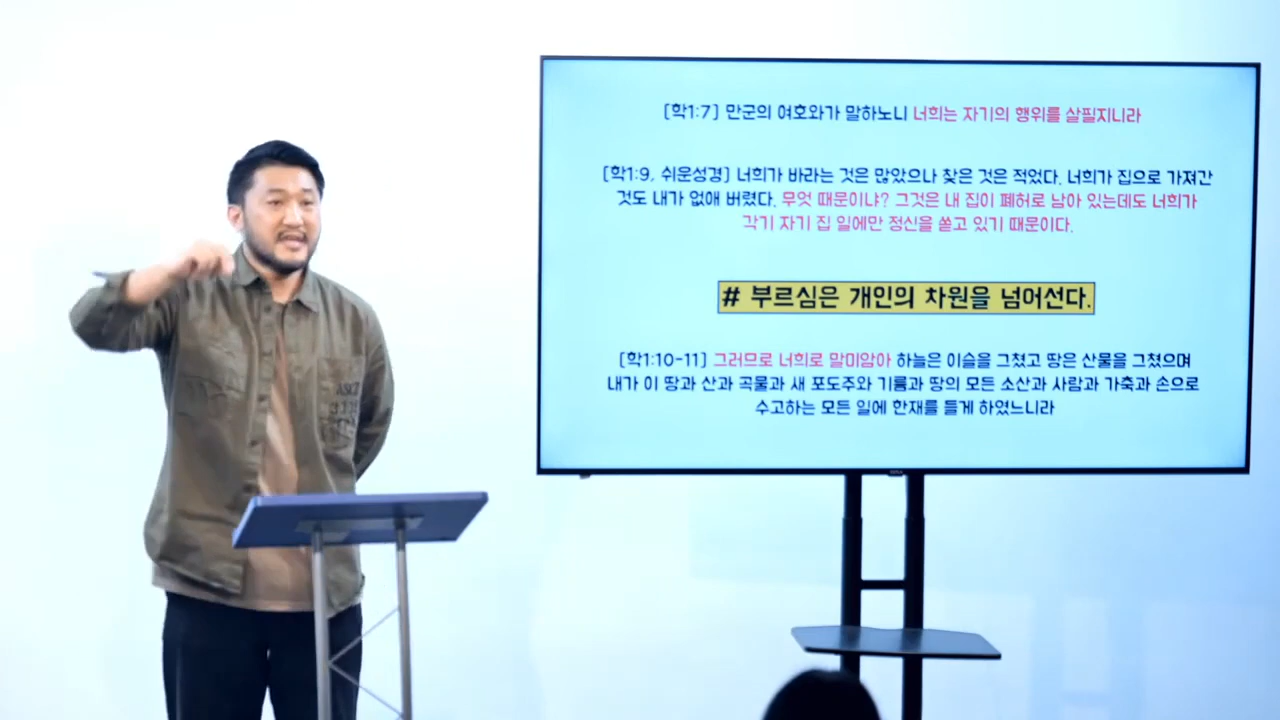 [학1:7] 만군의 여호와가 말하노니 너희는 자기의 행위를 살필지니라
[학1:9, 쉬운성경] 너희가 바라는 것은 많았으나 찾은 것은 적었다. 너희가 집으로 가져간
것도 내가 없애 버렸다. 무엇 때문이냐? 그것은 내 집이 폐허로 남아 있는데도 너희가
각기 자기 집 일에만 정신을 쏟고 있기 때문이다.
# 부르심은 개인의 차원을 넘어선다.
[학1:10-11] 그러므로 너희로 말미암아 하늘은 이슬을 그쳤고 땅은 산물을 그쳤으며
내가 이 땅과 산과 곡물과 새 포도주와 기름과 땅의 모든 소산과 사람과 가축과 손으로
수고하는 모든 일에 한재를 들게 하였느니라